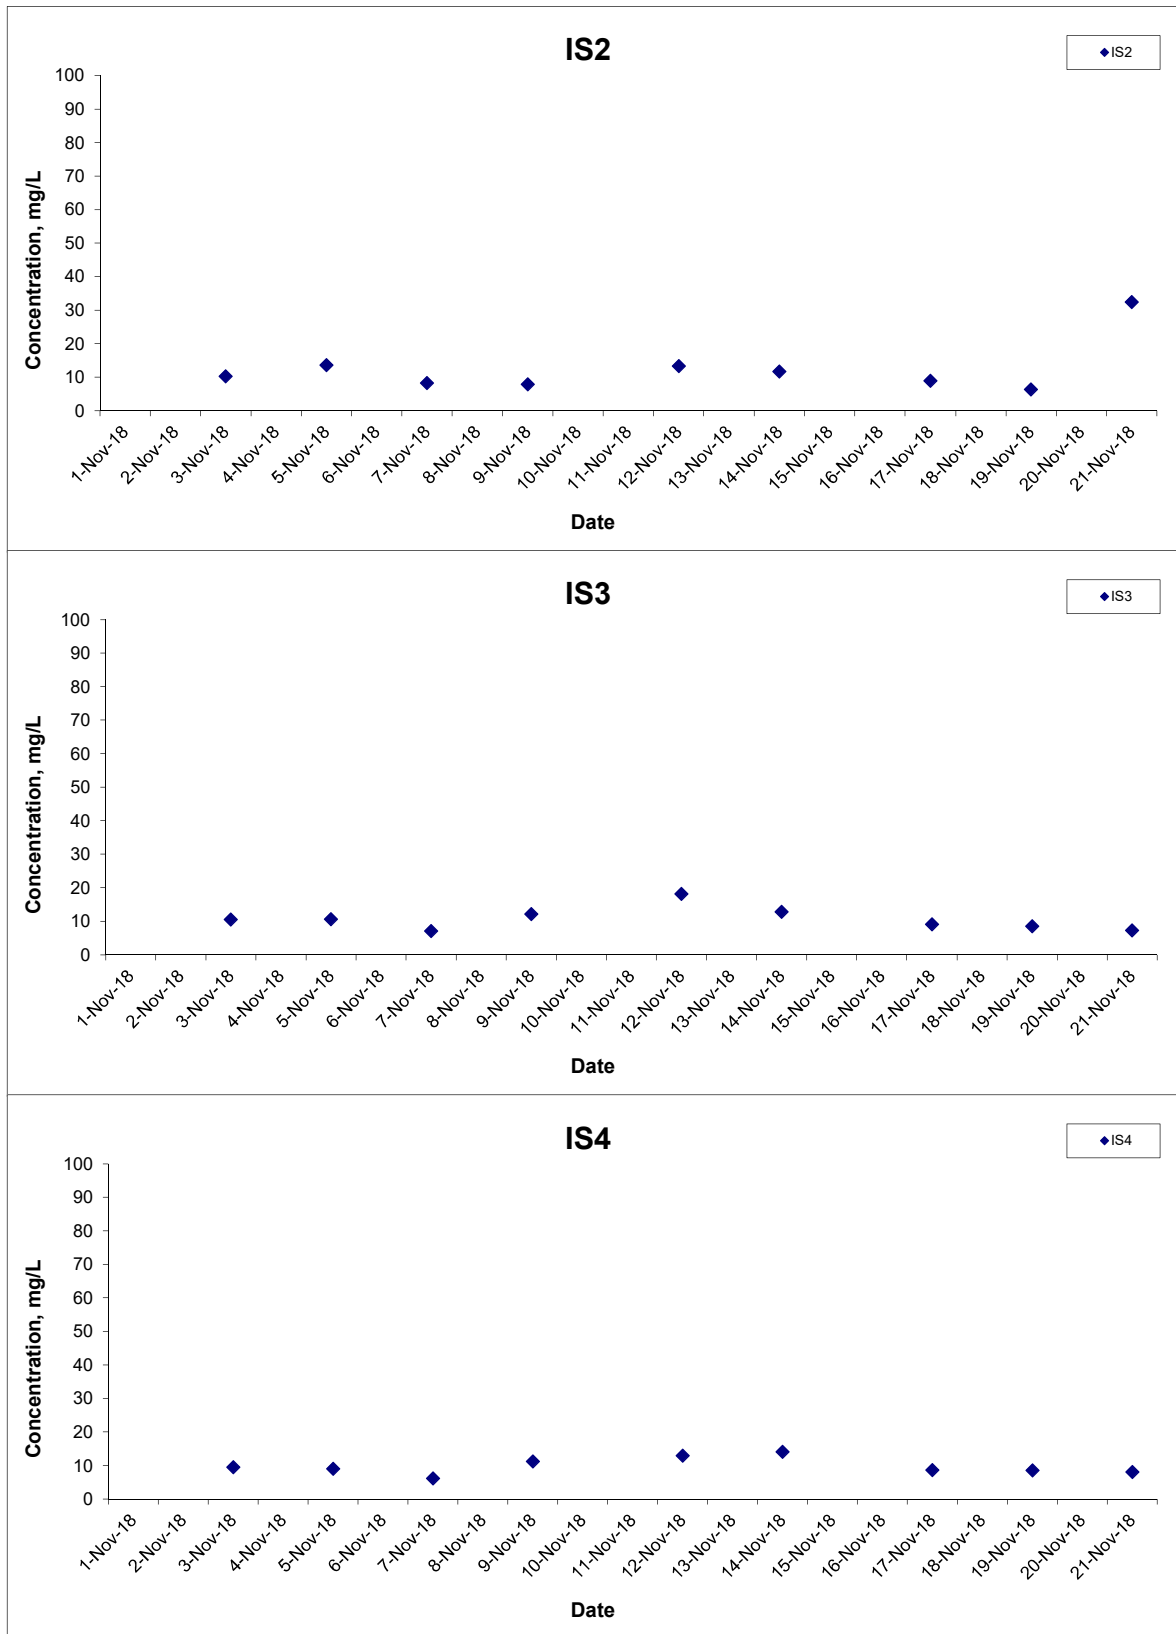 IS2
IS2
100
90
80
70
60
50
40
30
20
10
0
Concentration, mg/L
1-Nov-18
2-Nov-18
3-Nov-18
4-Nov-18
5-Nov-18
6-Nov-18
7-Nov-18
8-Nov-18
9-Nov-18
10-Nov-18
11-Nov-18
12-Nov-18
13-Nov-18
14-Nov-18
15-Nov-18
16-Nov-18
17-Nov-18
18-Nov-18
19-Nov-18
20-Nov-18
21-Nov-18
Date
IS3
IS3
100
90
80
70
60
50
40
30
20
10
0
Concentration, mg/L
1-Nov-18
2-Nov-18
3-Nov-18
4-Nov-18
5-Nov-18
6-Nov-18
7-Nov-18
8-Nov-18
9-Nov-18
10-Nov-18
11-Nov-18
12-Nov-18
13-Nov-18
14-Nov-18
15-Nov-18
16-Nov-18
17-Nov-18
18-Nov-18
19-Nov-18
20-Nov-18
21-Nov-18
Date
IS4
IS4
100
90
80
70
60
50
40
30
20
10
0
Concentration, mg/L
1-Nov-18
2-Nov-18
3-Nov-18
4-Nov-18
5-Nov-18
6-Nov-18
7-Nov-18
8-Nov-18
9-Nov-18
10-Nov-18
11-Nov-18
12-Nov-18
13-Nov-18
14-Nov-18
15-Nov-18
16-Nov-18
17-Nov-18
18-Nov-18
19-Nov-18
20-Nov-18
21-Nov-18
Date